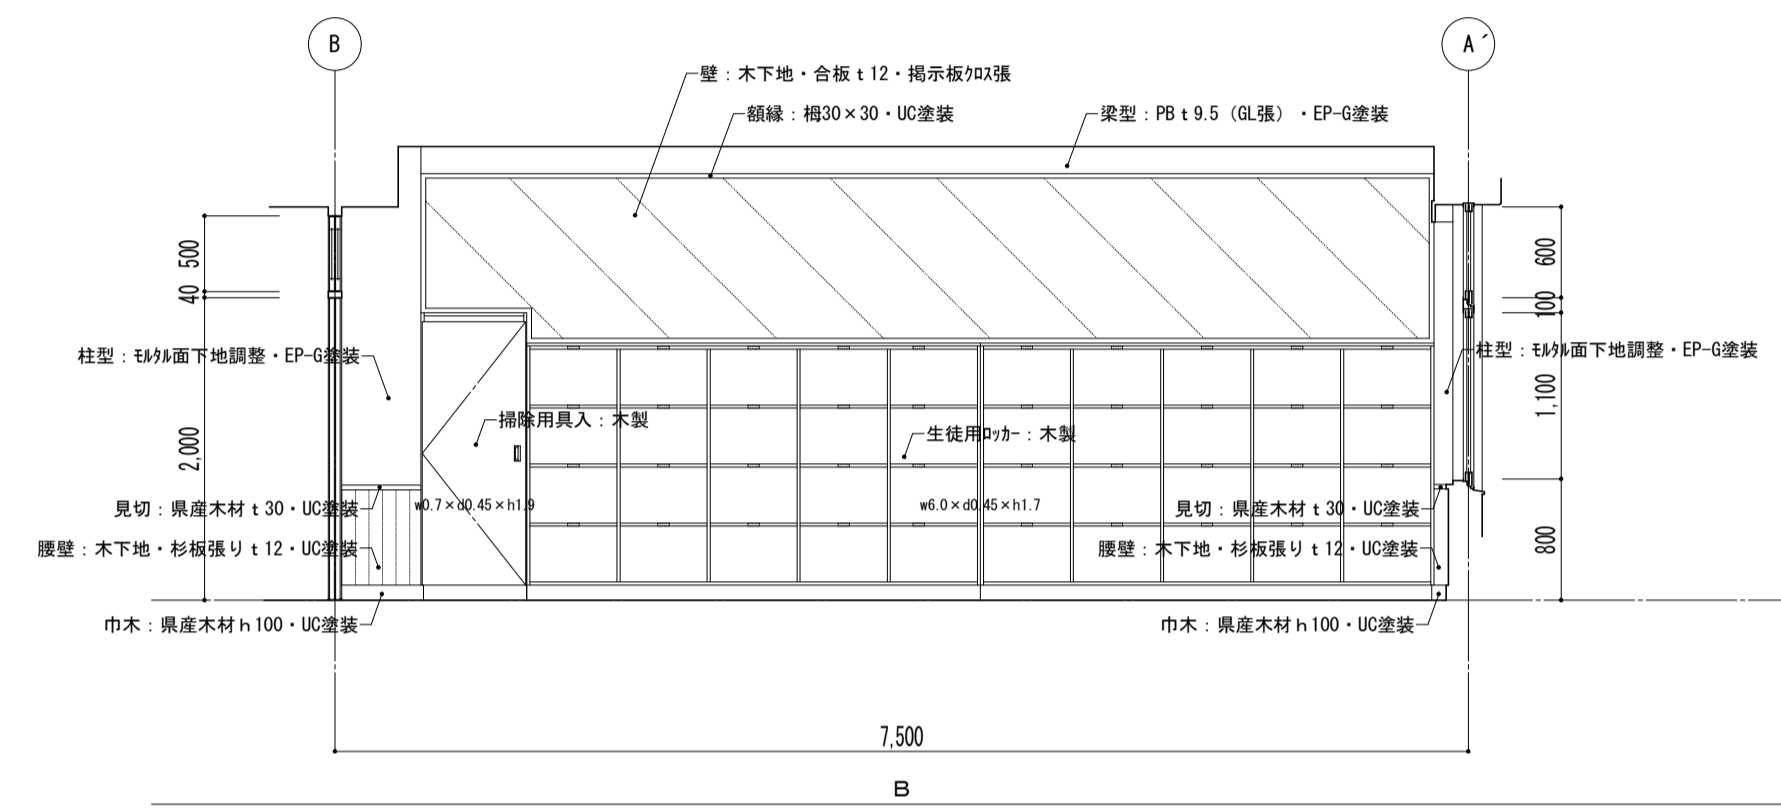 B
A´
壁：木下地・合板ｔ12・掲示板ｸﾛｽ張
額縁：栂30×30・UC塗装
梁型：PBｔ9.5（GL張）・EP-G塗装
500
40
2,000
600
100
1,100
800
柱型：ﾓﾙﾀﾙ面下地調整・EP-G塗装
柱型：ﾓﾙﾀﾙ面下地調整・EP-G塗装
掃除用具入：木製
生徒用ﾛｯｶｰ：木製
見切：県産木材ｔ30・UC塗装
w0.7×d0.45×h1.9
w6.0×d0.45×h1.7
見切：県産木材ｔ30・UC塗装
腰壁：木下地・杉板張りｔ12・UC塗装
腰壁：木下地・杉板張りｔ12・UC塗装
巾木：県産木材ｈ100・UC塗装
巾木：県産木材ｈ100・UC塗装
7,500
B